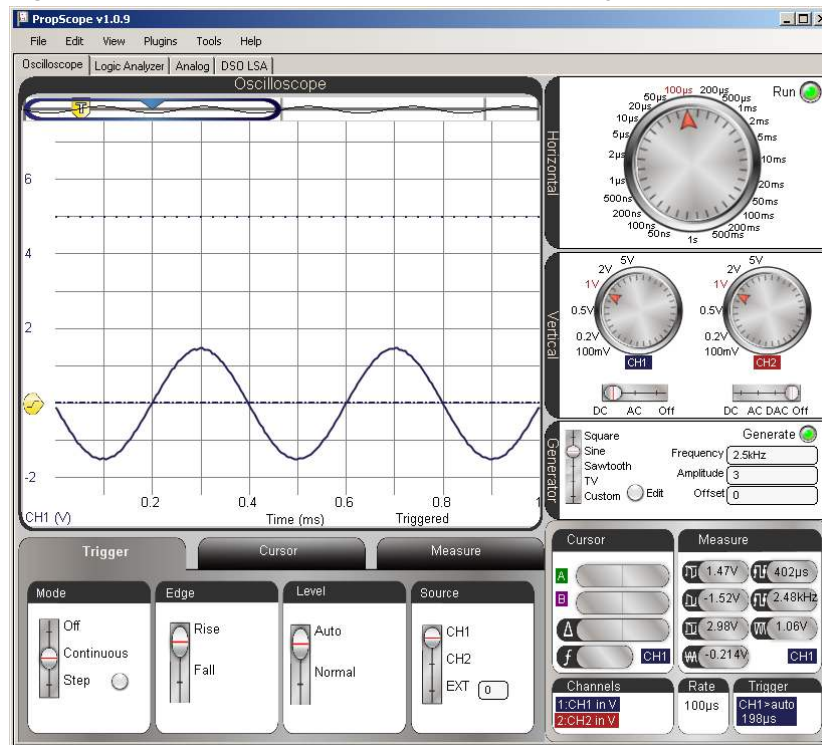 PropScope v1.0.9
File Edit View Plugins Tools Help
Oscilloscope Logic Analyzer Analog DSO LSA
Oscilloscope
T
6
4
2
-2
0.2 0.4 0.6 0.8 1
CH1 (V) Time (ms) Triggered
Horizontal
Run
50µs 100µs 200µs 500µs
20µs 1ms
10µs 2ms
5µs 5ms
2µs 10ms
1µs 20ms
500ns 50ms
200ns 100ms
100ns 200ms
50ns 1s 500ms
Vertical
5V 5V
2V 2V
1V 1V
0.5V 0.5V
0.2V 0.2V
100mV 100mV
CH1 CH2
DC AC Off DC AC DAC Off
Generator
Square Generate
Sine Frequency 2.5kHz
Sawtooth Amplitude 3
TV Offset 0
Custom Edit
Trigger Cursor Measure
Mode
Off
Continuous
Step
Edge
Rise
Fall
Level
Auto
Normal
Source
CH1
CH2
EXT 0
Cursor
A
B
Δ
f CH1
Measure
1.47V 402µs
-1.52V 2.48kHz
2.98V 1.06V
-0.214V CH1
Channels
1:CH1 in V
2:CH2 in V
Rate
100µs
Trigger
CH1>auto
198µs